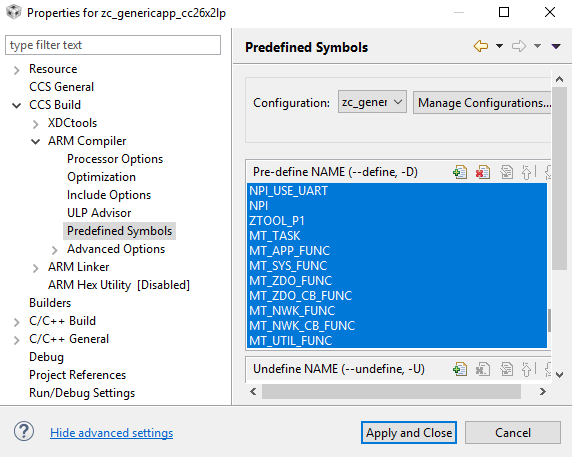 Properties for zc_genericapp_cc26x2lp
type filter text
Resource
CCS General
CCS Build
XDCtools
ARM Compiler
Processor Options
Optimization
Include Options
ULP Advisor
Predefined Symbols
Advanced Options
ARM Linker
ARM Hex Utility [Disabled]
Builders
C/C++ Build
C/C++ General
Debug
Project References
Run/Debug Settings
Predefined Symbols
Configuration: zc_gener Manage Configurations...
Pre-define NAME (--define, -D)
NPI_USE_UART
NPI
ZTOOL_P1
MT_TASK
MT_APP_FUNC
MT_SYS_FUNC
MT_ZDO_FUNC
MT_ZDO_CB_FUNC
MT_NWK_FUNC
MT_NWK_CB_FUNC
MT_UTIL_FUNC
Undefine NAME (--undefine, -U)
? Hide advanced settings Apply and Close Cancel